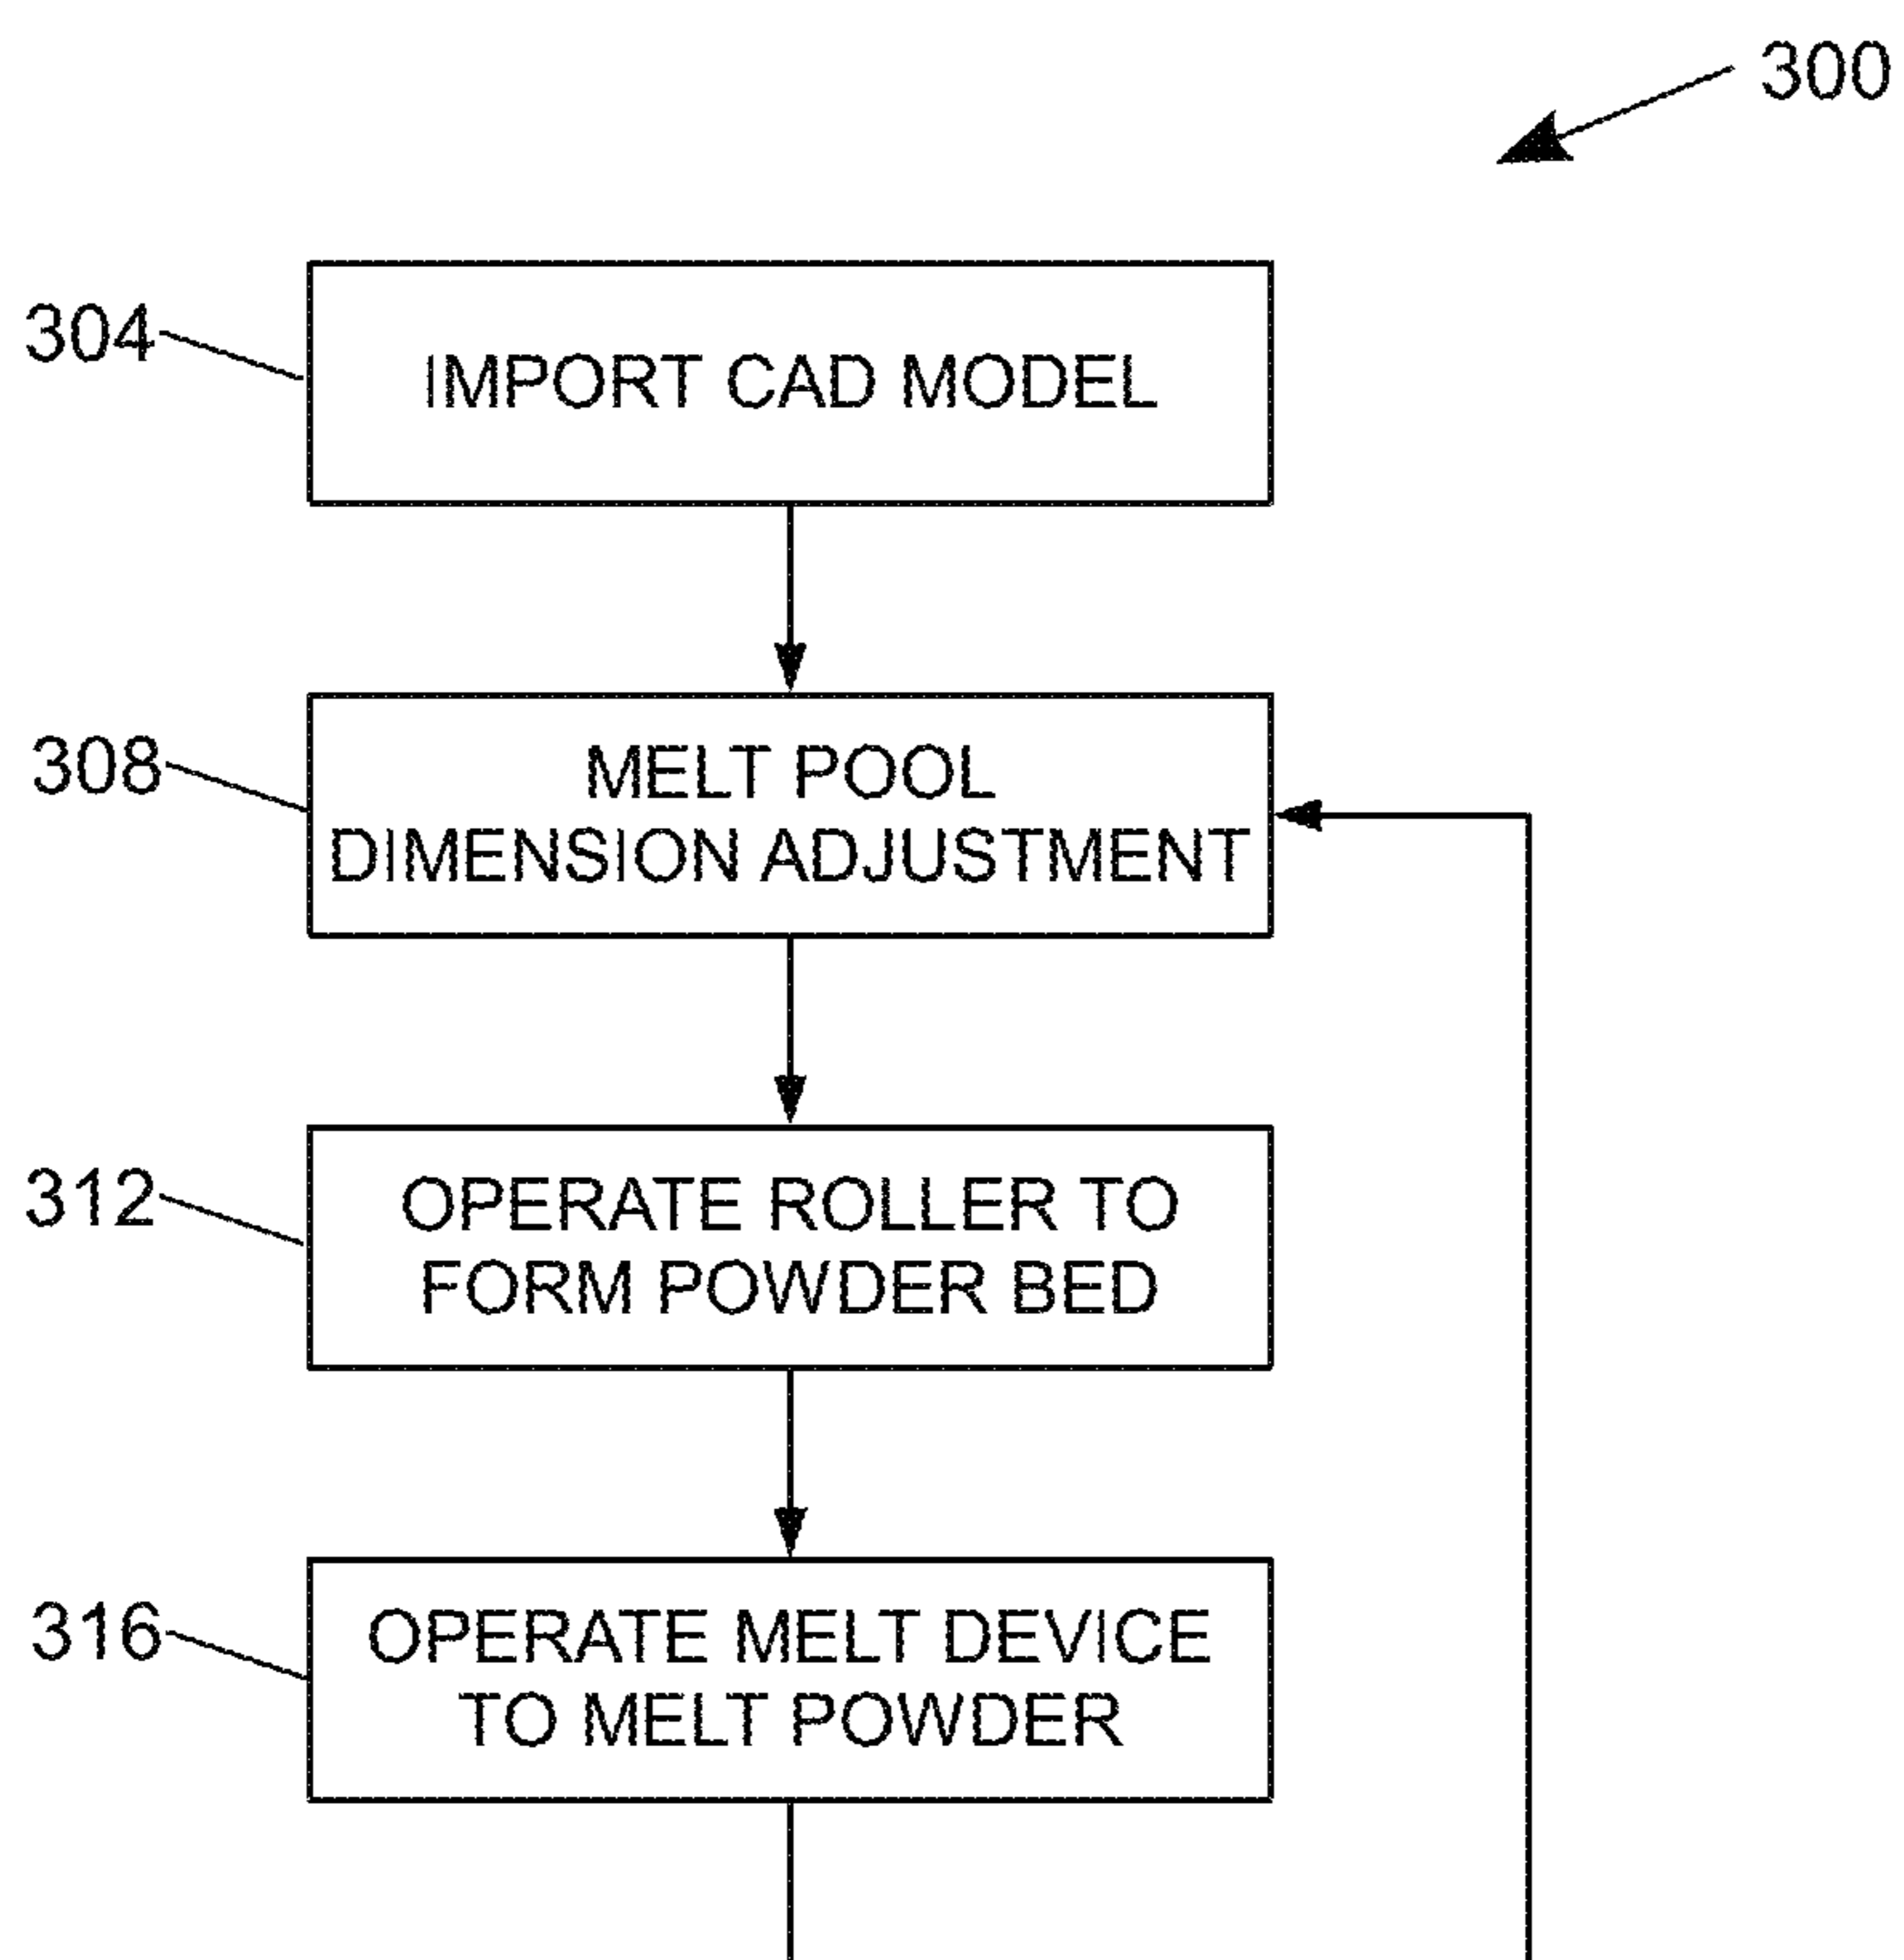 300
304
IMPORT CAD MODEL
308
MELT POOL
DIMENSION ADJUSTMENT
312
OPERATE ROLLER TO
FORM POWDER BED
316
OPERATE MELT DEVICE
TO MELT POWDER